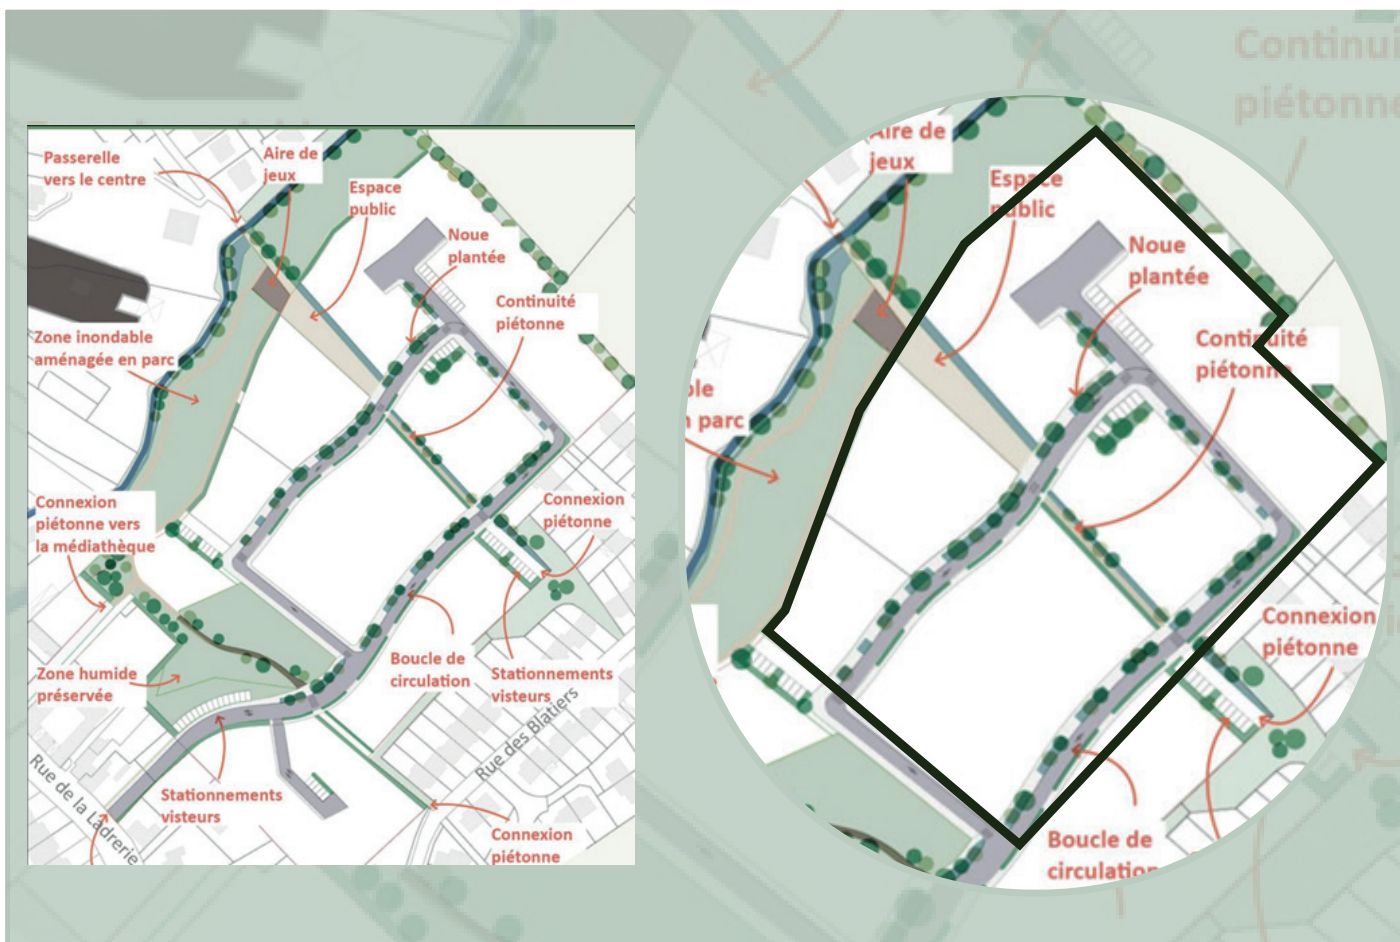 Continui
piétonne
Passerelle
vers le centre
Aire de
jeux
Espace
public
Noue
plantée
Continuité
piétonne
Zone inondable
aménagée en parc
Connexion
piétonne vers
la médiathèque
Connexion
piétonne
Zone humide
préservée
Boucle de
circulation
Stationnements
visteurs
Rue des Blatiers
Rue de la Ladrerie
Stationnements
visteurs
Connexion
piétonne
Aire de
jeux
Espace
public
Noue
plantée
Continuité
piétonne
ble
n parc
Connexion
piétonne
Boucle de
circulation